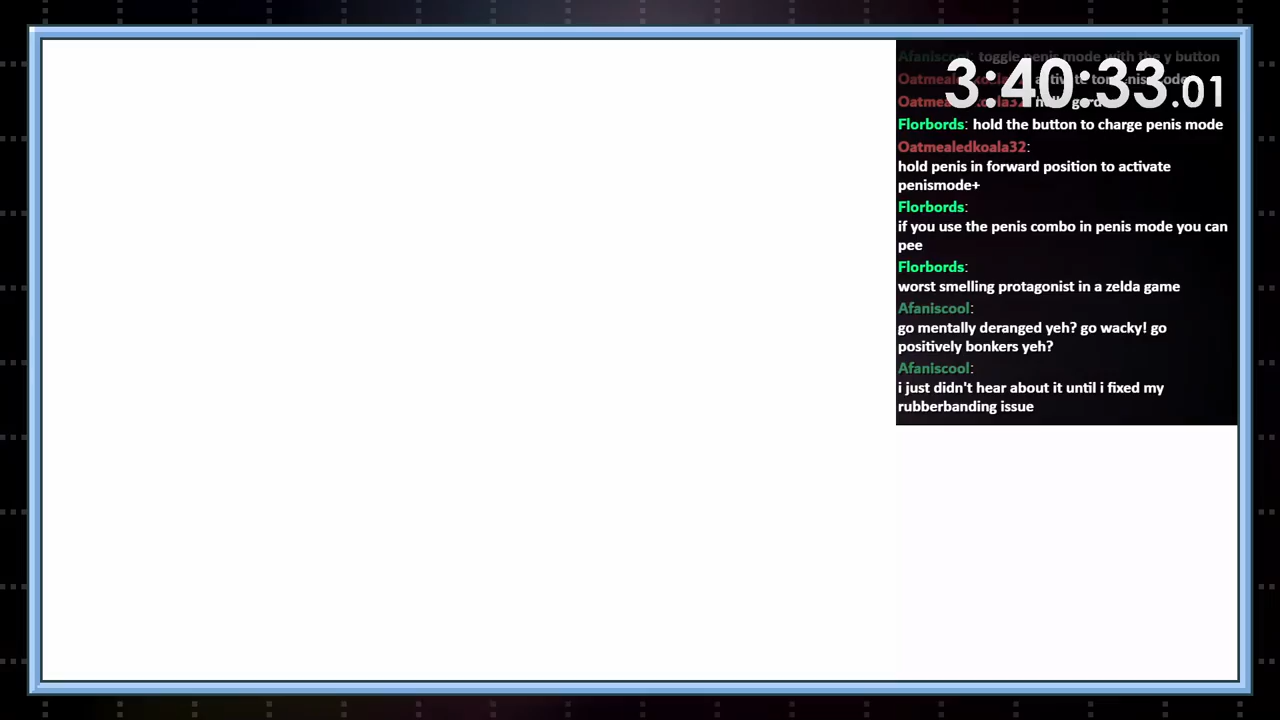 Afaniscool: toggle penis mode with the y button
3:40:33.01
Florbords: hold the button to charge penis mode
Oatmealedkoala32:
hold penis in forward position to activate
penismode+
Florbords:
if you use the penis combo in penis mode you can
pee
Florbords:
worst smelling protagonist in a zelda game
Afaniscool:
go mentally deranged yeh? go wacky! go
positively bonkers yeh?
Afaniscool:
i just didn't hear about it until i fixed my
rubberbanding issue